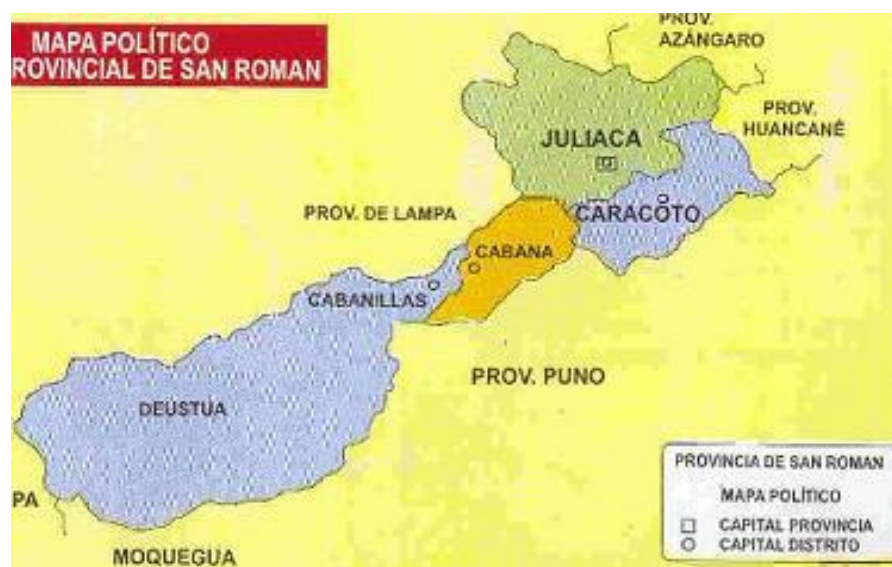 MAPA POLÍTICO
ROVINCIAL DE SAN ROMAN
PROV.
AZÁNGARO
PROV.
HUANCANÉ
JULIACA
PROV. DE LAMPA
CARACOTO
CABANA
CABANILLAS
PROV. PUNO
DEUSTUA
PA
MOQUEGUA
PROVINCIA DE SAN ROMAN
MAPA POLÍTICO
CAPITAL PROVINCIA
CAPITAL DISTRITO